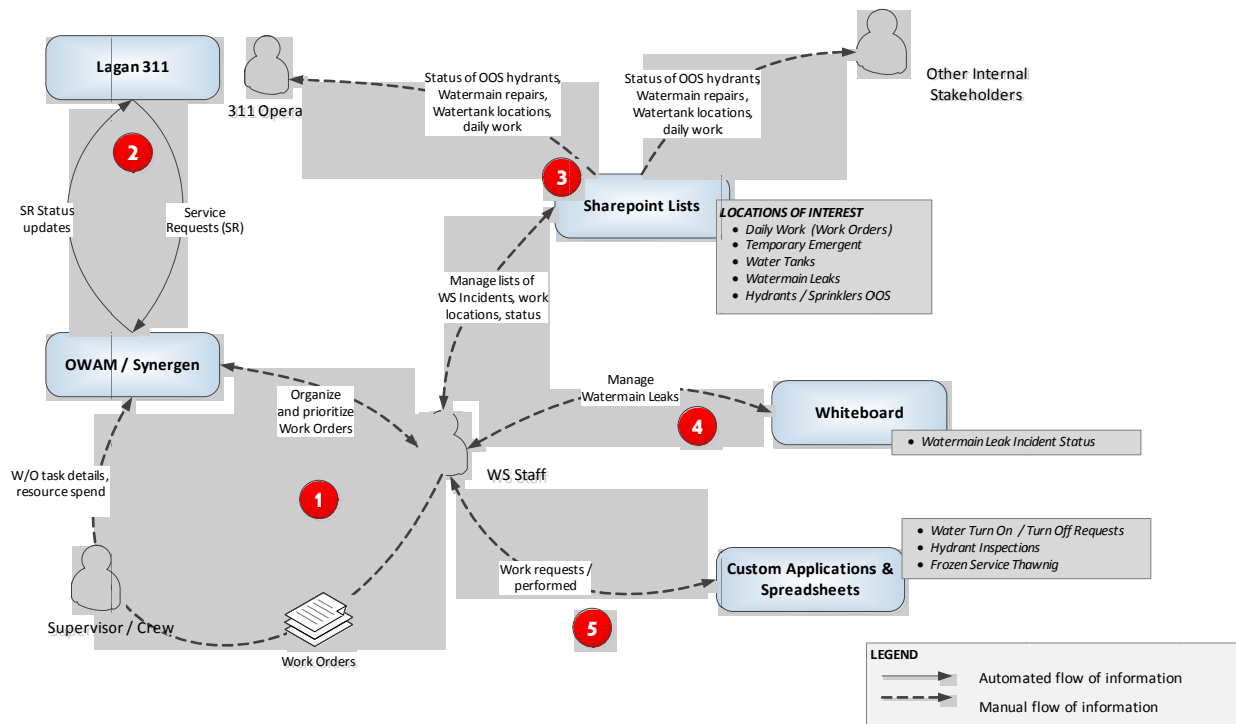 Lagan 311
311 Opera
Status of OOS hydrants,
Watermain repairs,
Watertank locations,
daily work
Status of OOS hydrants,
Watermain repairs ,
Watertank locations,
daily work
Other Internal
Stakeholders
2
3
SR Status
updates
Service
Requests (SR)
Sharepoint Lists
LOCATIONS OF INTEREST
• Daily Work (Work Orders)
• Temporary Emergent
• Water Tanks
• Watermain Leaks
• Hydrants / Sprinklers OOS
Manage lists of
WS Incidents, work
locations, status
OWAM / Synergen
Organize
and prioritize
Work Orders
Manage
Watermain Leaks
4
Whiteboard
• Watermain Leak Incident Status
W/O task details,
resource spend
1
WS Staff
Work requests /
performed
5
Custom Applications &
Spreadsheets
• Water Turn On / Turn Off Requests
• Hydrant Inspections
• Frozen Service Thawnig
Supervisor / Crew
Work Orders
LEGEND
Automated flow of information
Manual flow of information